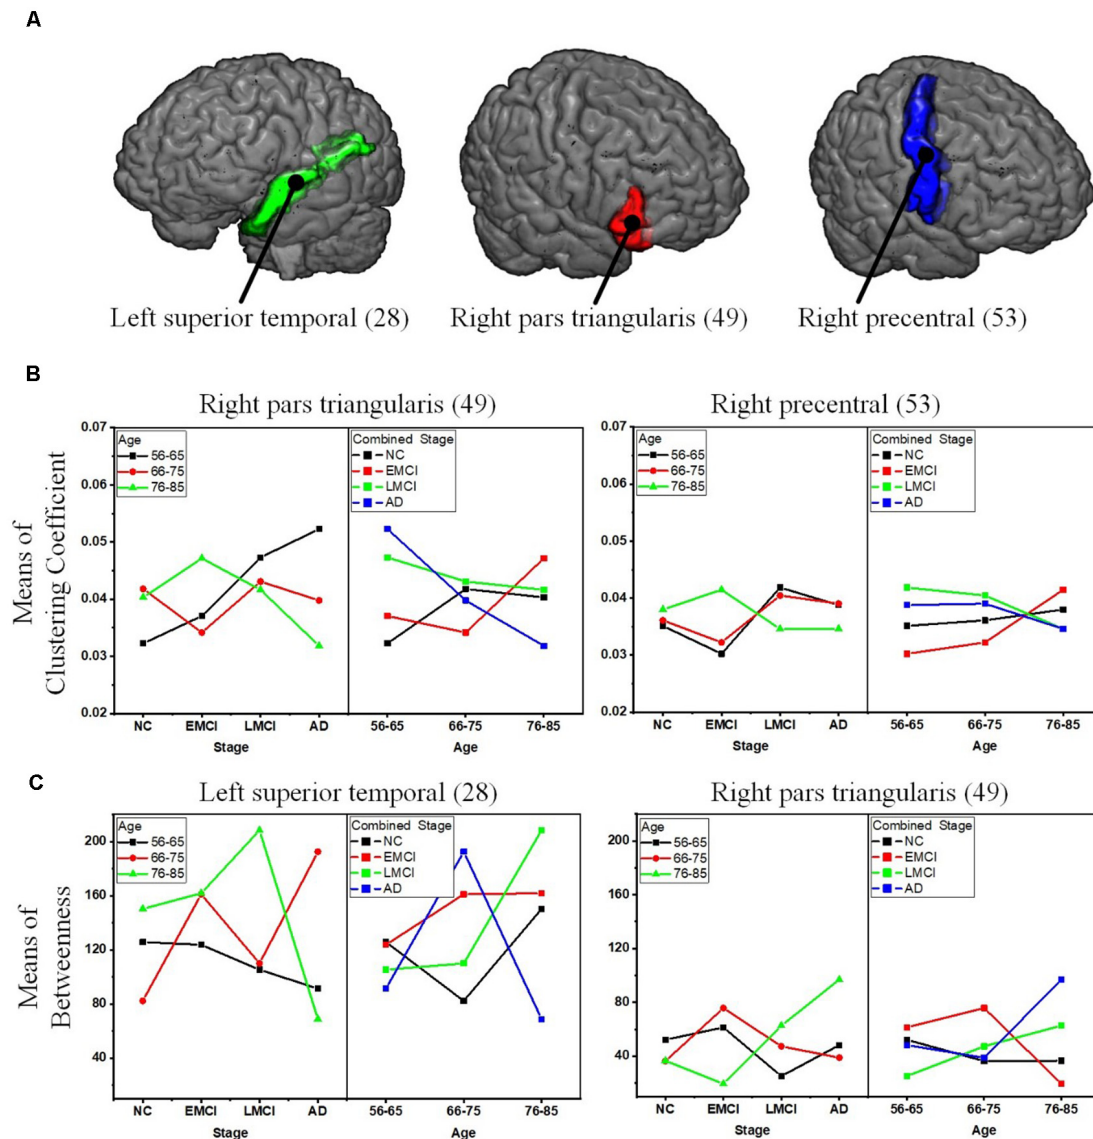 A
Left superior temporal (28)
Right pars triangularis (49)
Right precentral (53)
B
Right pars triangularis (49)
Right precentral (53)
Means of
Clustering Coefficient
0.07
0.06
0.05
0.04
0.03
0.02
Age
56-65
66-75
76-85
Combined Stage
NC
EMCI
LMCI
AD
NC EMCI LMCI AD
Stage
56-65 66-75 76-85
Age
0.07
0.06
0.05
0.04
0.03
0.02
Age
56-65
66-75
76-85
Combined Stage
NC
EMCI
LMCI
AD
NC EMCI LMCI AD
Stage
56-65 66-75 76-85
Age
C
Left superior temporal (28)
Right pars triangularis (49)
Means of
Betweenness
200
160
120
80
40
Age
56-65
66-75
76-85
Combined Stage
NC
EMCI
LMCI
AD
NC EMCI LMCI AD
Stage
56-65 66-75 76-85
Age
200
160
120
80
40
Age
56-65
66-75
76-85
Combined Stage
NC
EMCI
LMCI
AD
NC EMCI LMCI AD
Stage
56-65 66-75 76-85
Age